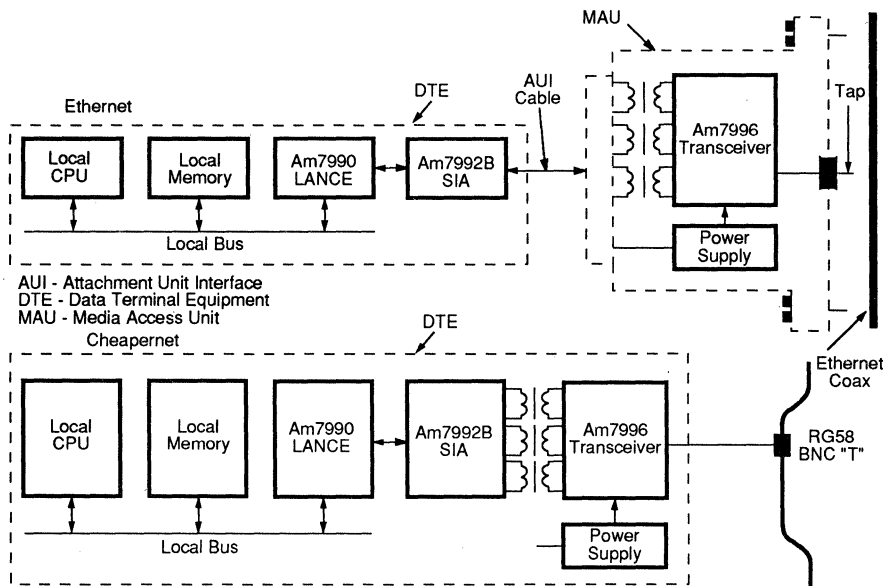 MAU
DTE
AUI
Cable
Tap
Ethernet
Local
CPU
Local
Memory
Am7990
LANCE
Am7992B
SIA
Am7996
Transceiver
Power
Supply
Local Bus
AUI - Attachment Unit Interface
DTE - Data Terminal Equipment
MAU - Media Access Unit
Cheapernet
DTE
Ethernet
Coax
Local
CPU
Local
Memory
Am7990
LANCE
Am7992B
SIA
Am7996
Transceiver
RG58
BNC "T"
Power
Supply
Local Bus